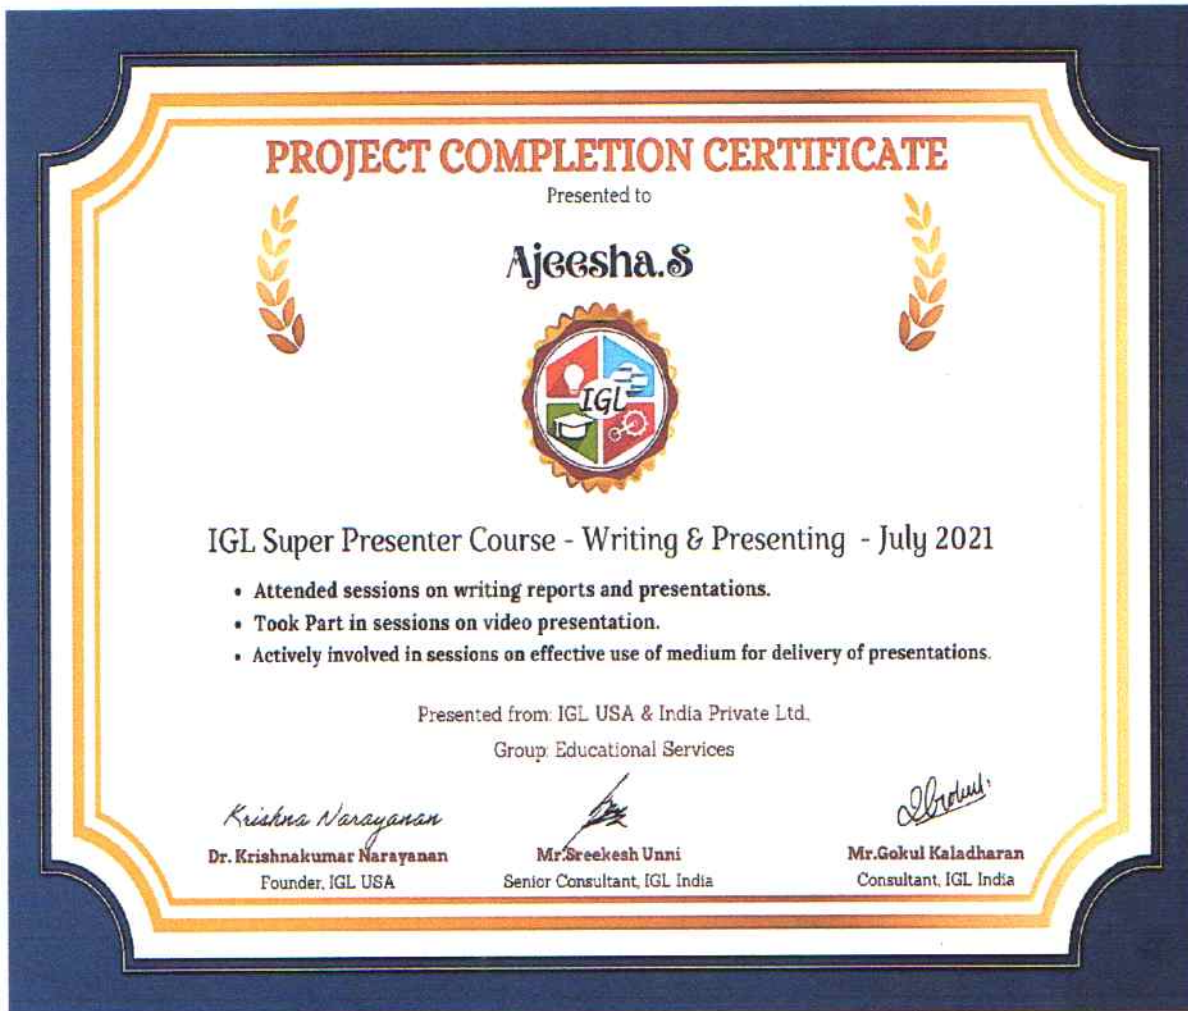 PROJECT COMPLETION CERTIFICATE
Presented to
Ajeesha.S
IGL
IGL Super Presenter Course - Writing & Presenting - July 2021
• Attended sessions on writing reports and presentations.
• Took Part in sessions on video presentation.
• Actively involved in sessions on effective use of medium for delivery of presentations.
Presented from: IGL USA & India Private Ltd,
Group: Educational Services
Krishna Narayanan
Dr. Krishnakumar Narayanan Mr.Sreekesh Unni Mr.Gokul Kaladharan
Founder, IGL USA Senior Consultant, IGL India Consultant, IGL India